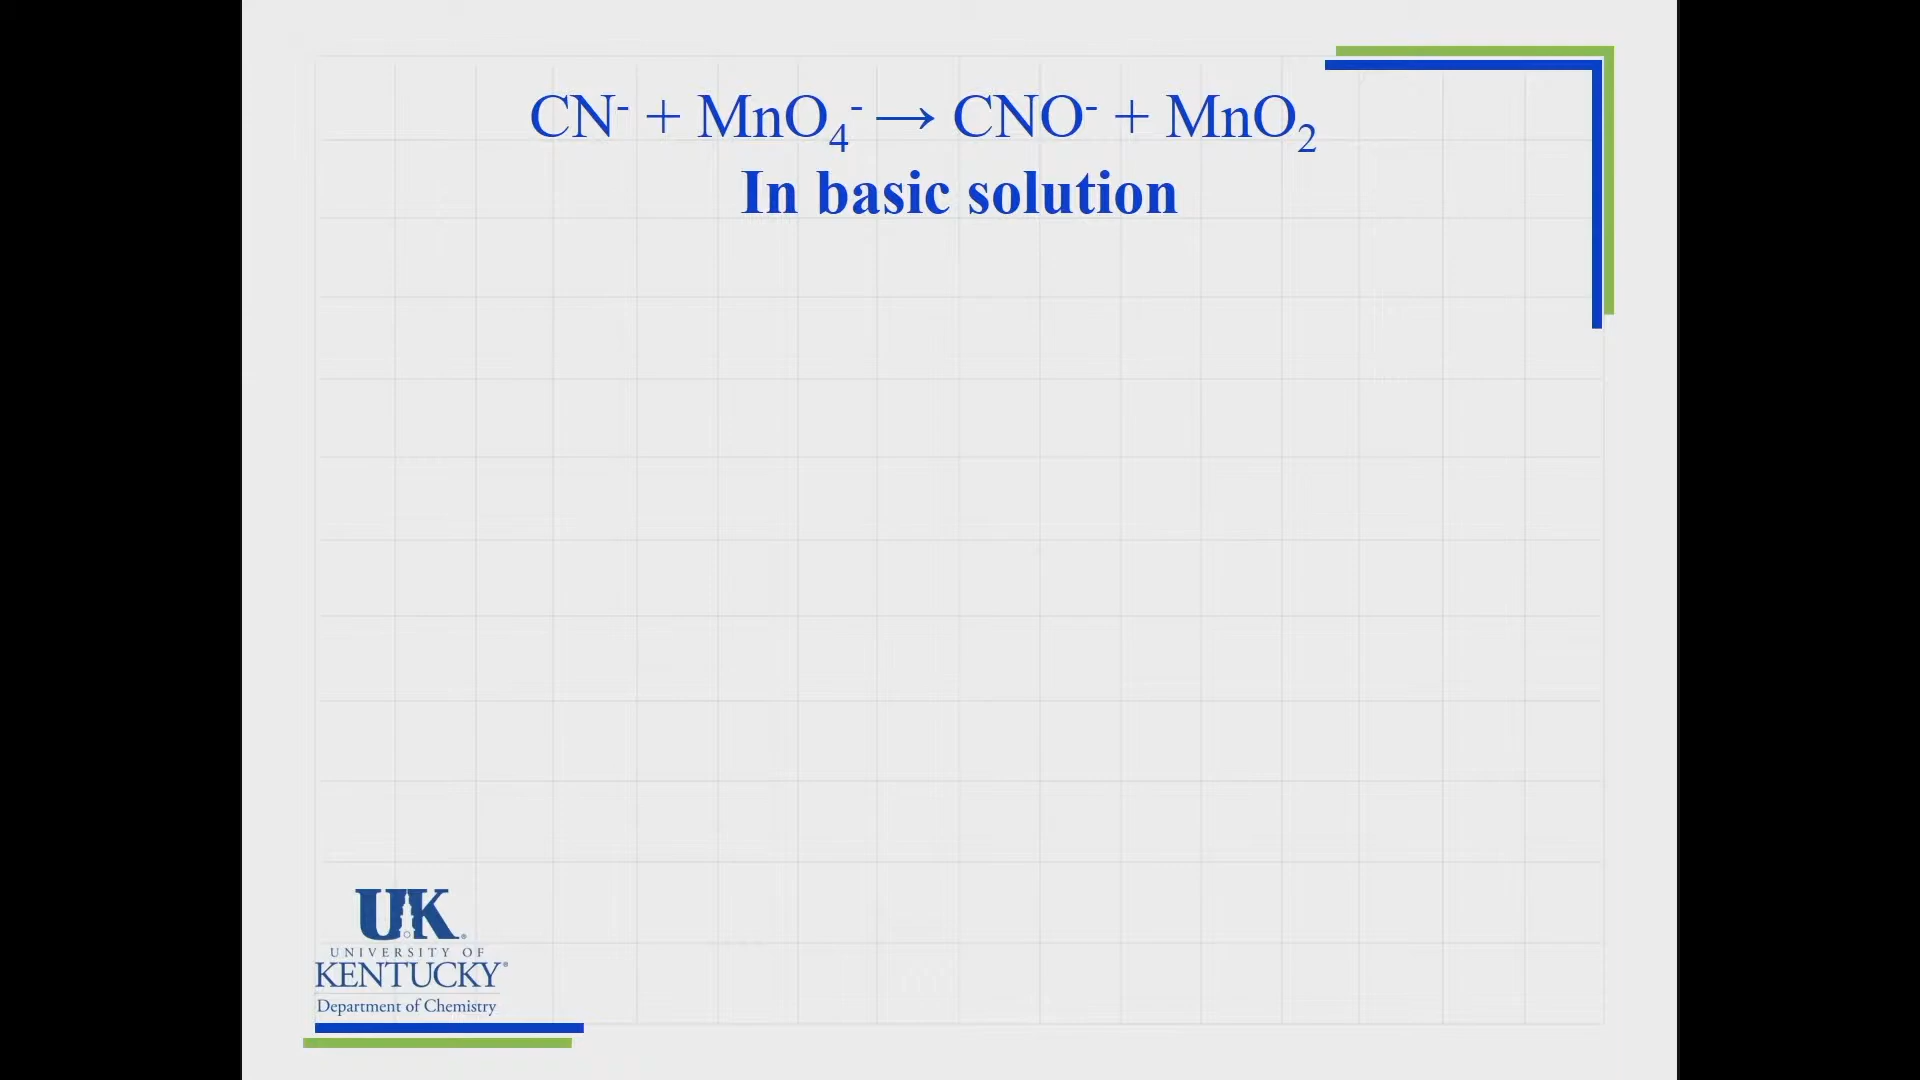 CN⁻ + MnO₄⁻ → CNO⁻ + MnO₂
In basic solution
UK®
UNIVERSITY OF
KENTUCKY®
Department of Chemistry